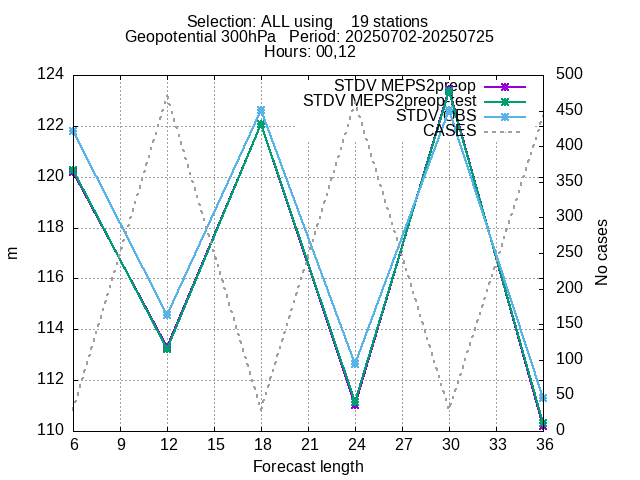 Selection: ALL using    19 stations
Geopotential 300hPa   Period: 20250702-20250725
Hours: 00,12
STDV MEPS2preop
STDV MEPS2preop-test
STDV OBS
CASES
124
122
120
118
116
114
112
110
m
500
450
400
350
300
250
200
150
100
50
0
No cases
6 9 12 15 18 21 24 27 30 33 36
Forecast length